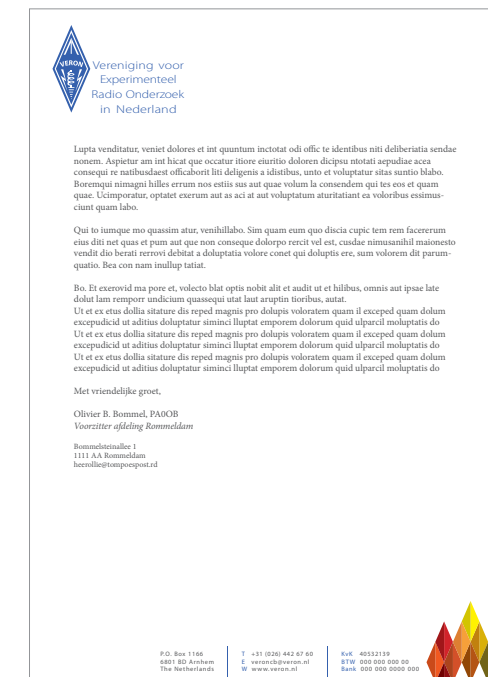 VERON
Vereniging voor
Experimenteel
Radio Onderzoek
in Nederland
Lupta venditatur, veniet dolores et int quuntum inctotat odi offic te identibus niti deliberiatia sendae
nonem. Aspietur am int hicat que occatur itiore eiuritio doloren dicipsu ntotati aepudiae acea
consequi re natibusdaest officaborit liti deligenis a idistibus, unto et voluptatur sitas suntio blabo.
Boremqui nimagni hilles errum nos estiis sus aut quae volum la consendem qui tes eos et quam
quae. Ucimporatur, optatet exerum aut as aci at aut voluptatum aturitatiant ea voloribus essimus-
ciunt quam labo.
Qui to iumque mo quassim atur, venihillabo. Sim quam eum quo discia cupic tem rem facererum
eius diti net quas et pum aut que non conseque dolorpo rercit vel est, cusdae nimusanihil maionesto
vendit dio berati rerrovi debitat a doluptatia volore conet qui doluptis ere, sum volorem dit parum-
quatio. Bea con nam inullup tatiat.
Bo. Et exerovid ma pore et, volecto blat optis nobit alit et audit ut et hilibus, omnis aut ipsae late
dolut lam remporr undicium quassequi utat laut aruptin tioribus, autat.
Ut et ex etus dollia sitature dis reped magnis pro dolupis voloratem quam il exceped quam dolum
excepudicid ut aditius doluptatur siminci lluptat emporem dolorum quid ulparcil moluptatis do
Ut et ex etus dollia sitature dis reped magnis pro dolupis voloratem quam il exceped quam dolum
excepudicid ut aditius doluptatur siminci lluptat emporem dolorum quid ulparcil moluptatis do
Ut et ex etus dollia sitature dis reped magnis pro dolupis voloratem quam il exceped quam dolum
excepudicid ut aditius doluptatur siminci lluptat emporem dolorum quid ulparcil moluptatis do
Met vriendelijke groet,
Olivier B. Bommel, PA0OB
Voorzitter afdeling Rommeldam
Bommelsteinallee 1
1111 AA Rommeldam
heerollie@tompoespost.rd
P.O. Box 1166
6801 BD Arnhem
The Netherlands
T +31 (026) 442 67 60
E veroncb@veron.nl
W www.veron.nl
KvK 40532139
BTW 000 000 000 00
Bank 000 000 0000 000